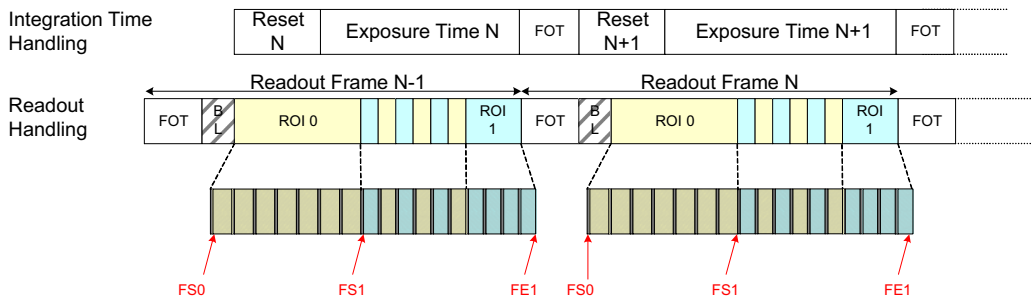 Integration Time
Handling
Reset
N
Exposure Time N
FOT
Reset
N+1
Exposure Time N+1
FOT
Readout Frame N-1
Readout Frame N
Readout
Handling
FOT
B
L
ROI 0
ROI
1
FOT
B
L
ROI 0
ROI
1
FOT
FS0
FS1
FE1
FS0
FS1
FE1